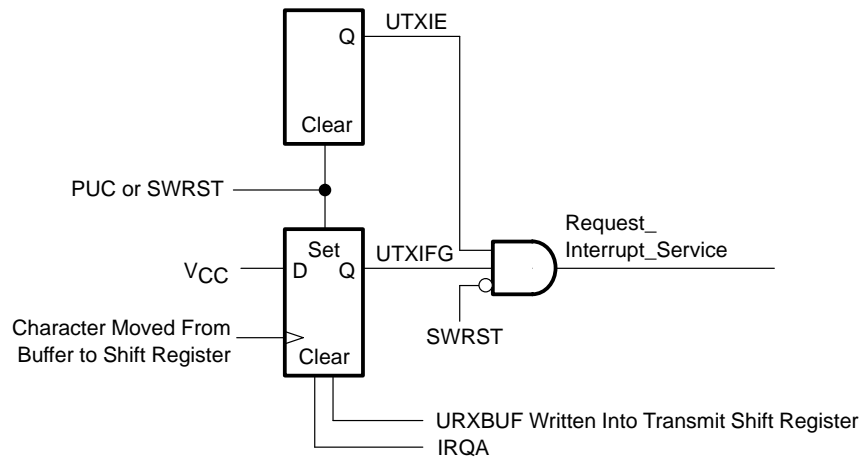 UTXIE
Q
Clear
PUC or SWRST
Set
UTXIFG
Request_
Interrupt_Service
VCC
D
Q
Character Moved From
Buffer to Shift Register
SWRST
Clear
URXBUF Written Into Transmit Shift Register
IRQA